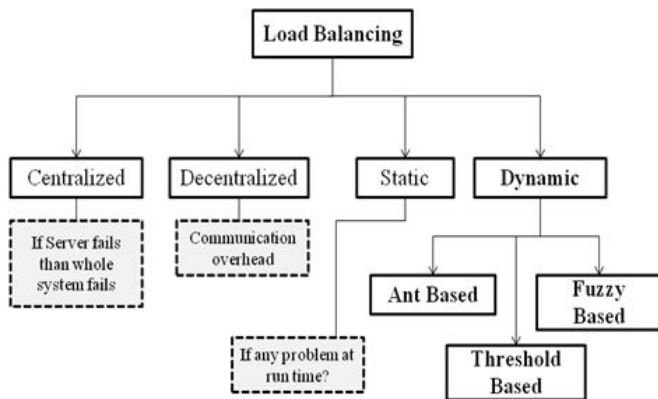 Load Balancing
Centralized
Decentralized
Static
Dynamic
If Server fails
than whole
system fails
Communication
overhead
Ant Based
Fuzzy
Based
If any problem at
run time?
Threshold
Based